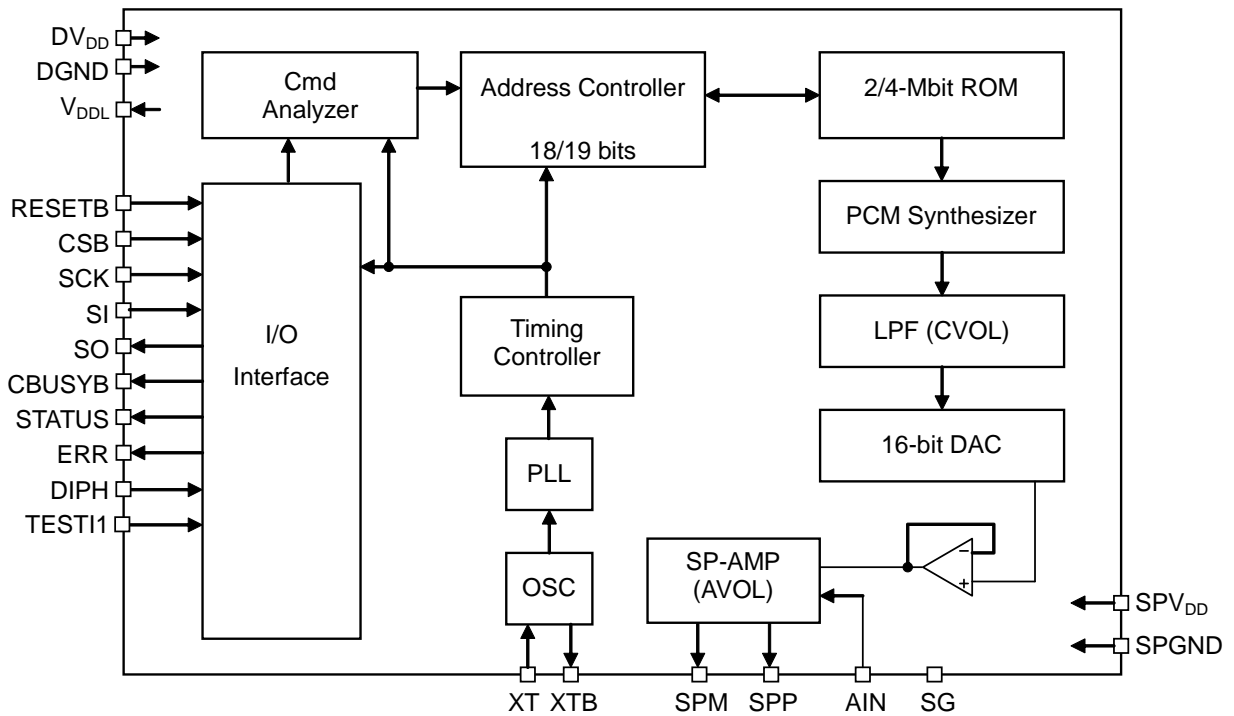 DVDD
DGND
VDDL
Cmd
Analyzer
Address Controller
18/19 bits
2/4-Mbit ROM
PCM Synthesizer
LPF (CVOL)
16-bit DAC
RESETB
CSB
SCK
SI
SO
CBUSYB
STATUS
ERR
DIPH
TESTI1
I/O
Interface
Timing
Controller
PLL
OSC
SP-AMP
(AVOL)
-
+
SPVDD
SPGND
XT
XTB
SPM
SPP
AIN
SG